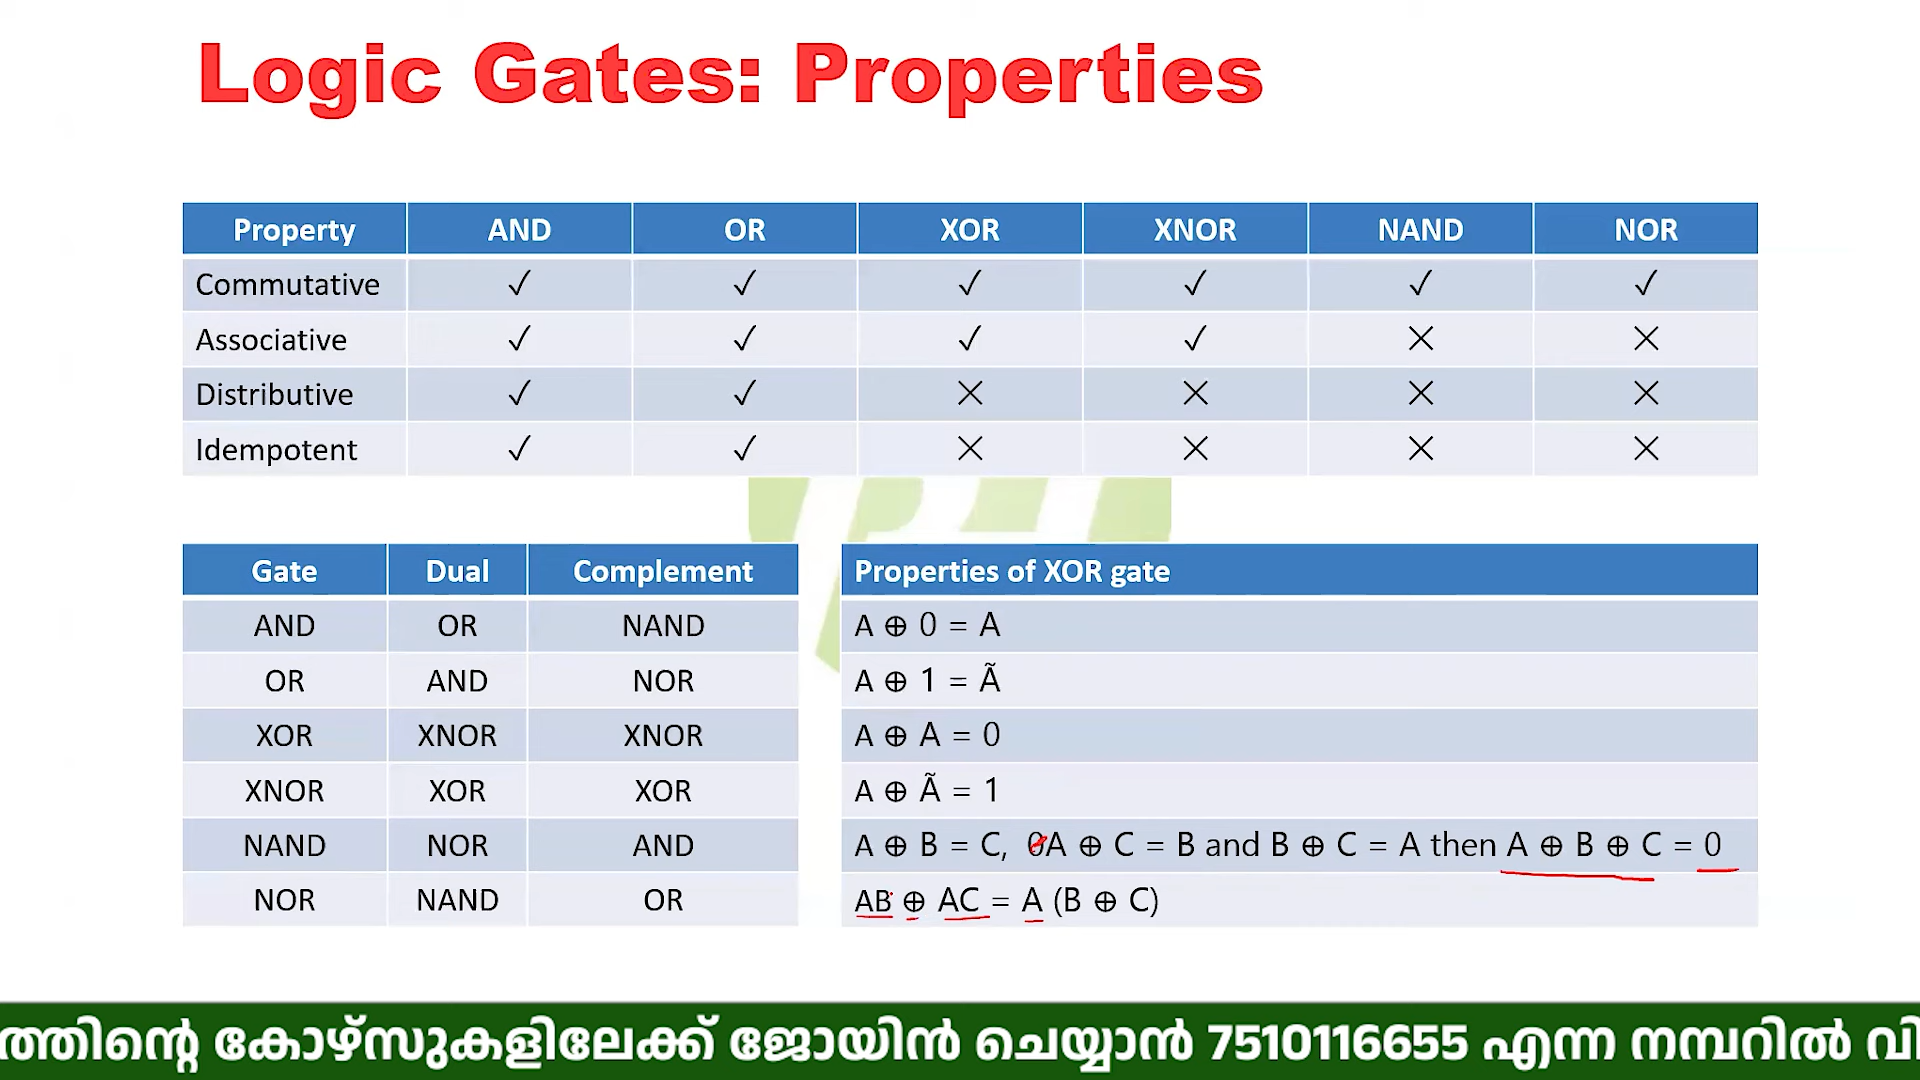 Logic Gates: Properties
Property AND OR XOR XNOR NAND NOR
Commutative ✓ ✓ ✓ ✓ ✓ ✓
Associative ✓ ✓ ✓ ✓ × ×
Distributive ✓ ✓ × × × ×
Idempotent ✓ ✓ × × × ×
Gate Dual Complement
AND OR NAND
OR AND NOR
XOR XNOR XNOR
XNOR XOR XOR
NAND NOR AND
NOR NAND OR
Properties of XOR gate
A ⊕ 0 = A
A ⊕ 1 = Ã
A ⊕ A = 0
A ⊕ Ã = 1
A ⊕ B = C, 0A ⊕ C = B and B ⊕ C = A then A ⊕ B ⊕ C = 0
AB ⊕ AC = A (B ⊕ C)
ത്തിന്റെ കോഴ്സുകളിലേക്ക് ജോയിൻ ചെയ്യാൻ 7510116655 എന്ന നമ്പറിൽ വി